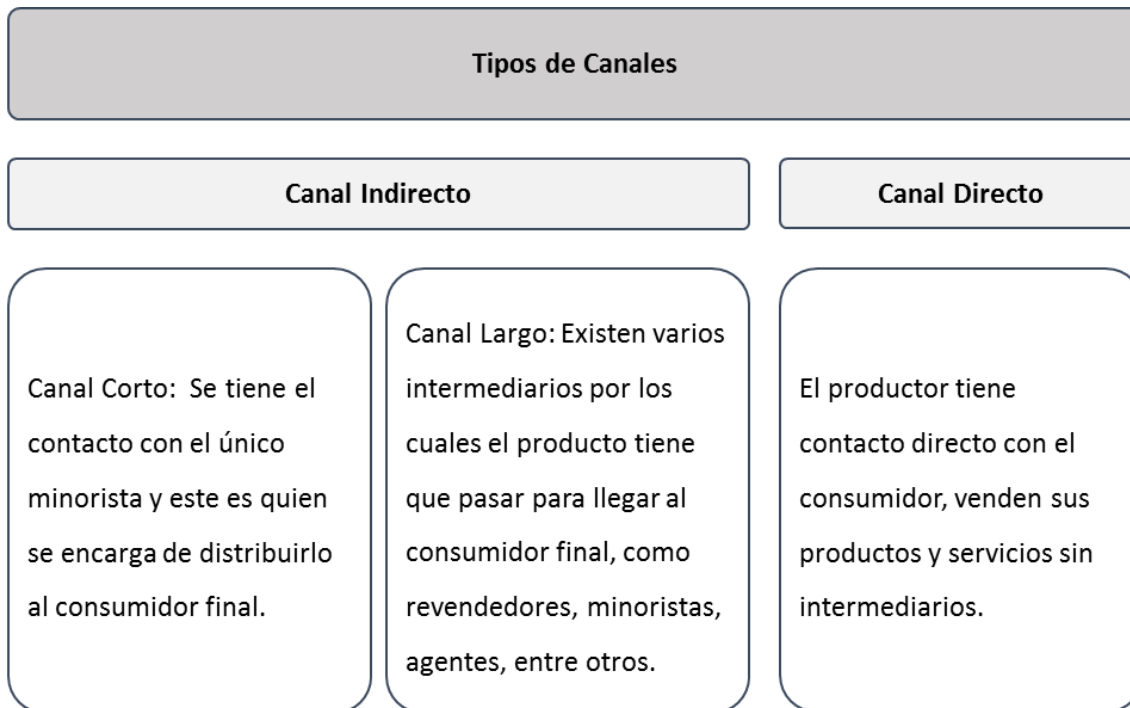 Tipos de Canales
Canal Indirecto
Canal Directo
Canal Corto:  Se tiene el
contacto con el único
minorista y este es quien
se encarga de distribuirlo
al consumidor final.
Canal Largo: Existen varios
intermediarios por los
cuales el producto tiene
que pasar para llegar al
consumidor final, como
revendedores, minoristas,
agentes, entre otros.
El productor tiene
contacto directo con el
consumidor, venden sus
productos y servicios sin
intermediarios.